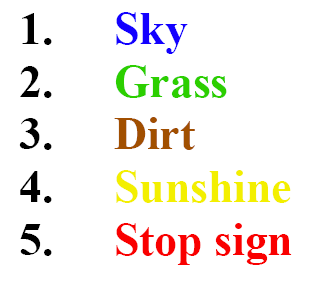 1. Sky
2. Grass
3. Dirt
4. Sunshine
5. Stop sign